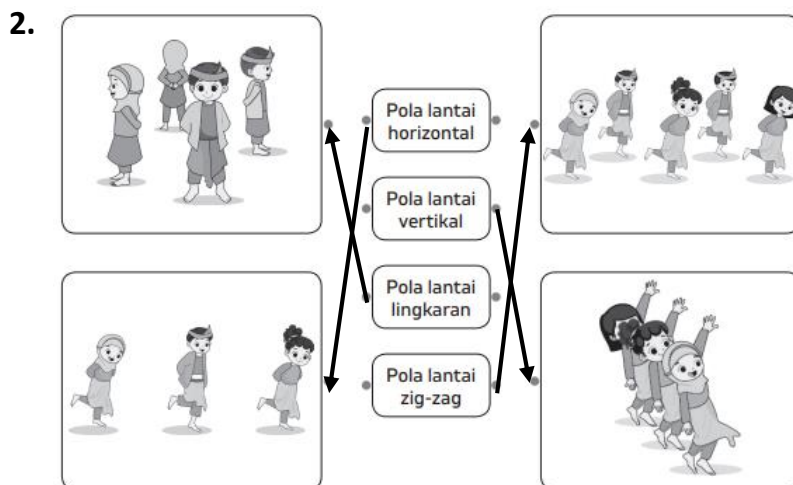 2.
Pola lantai
horizontal
Pola lantai
vertikal
Pola lantai
lingkaran
Pola lantai
zig-zag